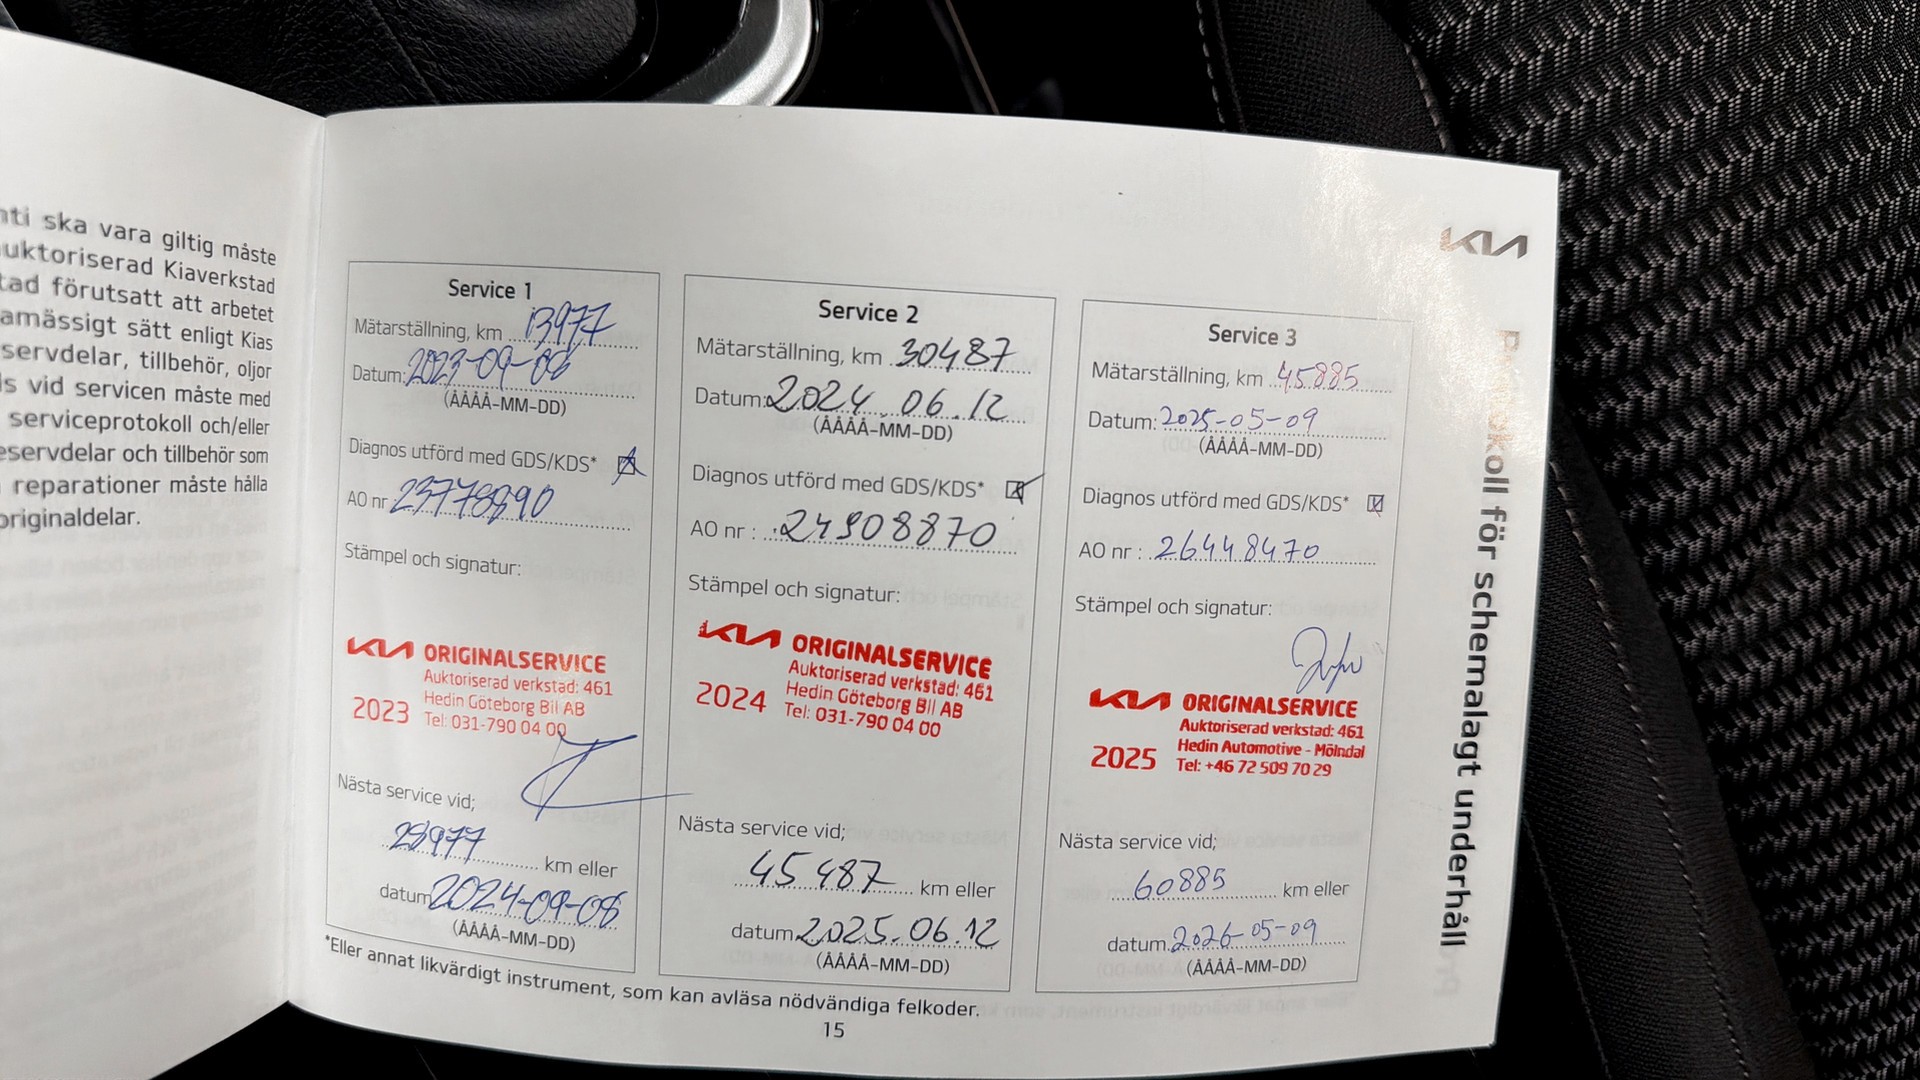 ska vara giltig måste
auktoriserad Kiaverkstad
förutsatt att arbetet
sätt enligt Kias
servdelar, tillbehör, oljor
vid servicen måste med
serviceprotokoll och/eller
eservdelar och tillbehör som
reparationer måste hålla
originaldelar.
KIA
Protokoll för schemalagt underhåll
Service 1
Mätarställning, km 13977
Datum: 2023-09-08
(ÅÅÅÅ-MM-DD)
Diagnos utförd med GDS/KDS*
AO nr 23778890
Stämpel och signatur:
KIA ORIGINALSERVICE
Auktoriserad verkstad: 461
Hedin Göteborg Bil AB
2023 Tel: 031-790 04 00
Nästa service vid;
28977 km eller
datum 2024-09-08
(ÅÅÅÅ-MM-DD)
Service 2
Mätarställning, km 30487
Datum: 2024.06.12
(ÅÅÅÅ-MM-DD)
Diagnos utförd med GDS/KDS*
AO nr : 24908870
Stämpel och signatur:
KIA ORIGINALSERVICE
Auktoriserad verkstad: 461
Hedin Göteborg Bil AB
2024 Tel: 031-790 04 00
Nästa service vid;
45487 km eller
datum 2025.06.12
(ÅÅÅÅ-MM-DD)
Service 3
Mätarställning, km 45885
Datum: 2025-05-09
(ÅÅÅÅ-MM-DD)
Diagnos utförd med GDS/KDS*
AO nr : 26448470
Stämpel och signatur:
KIA ORIGINALSERVICE
Auktoriserad verkstad: 461
Hedin Automotive - Mölndal
2025 Tel: +46 72 509 70 29
Nästa service vid;
60885 km eller
datum 2026-05-09
(ÅÅÅÅ-MM-DD)
*Eller annat likvärdigt instrument, som kan avläsa nödvändiga felkoder.
15